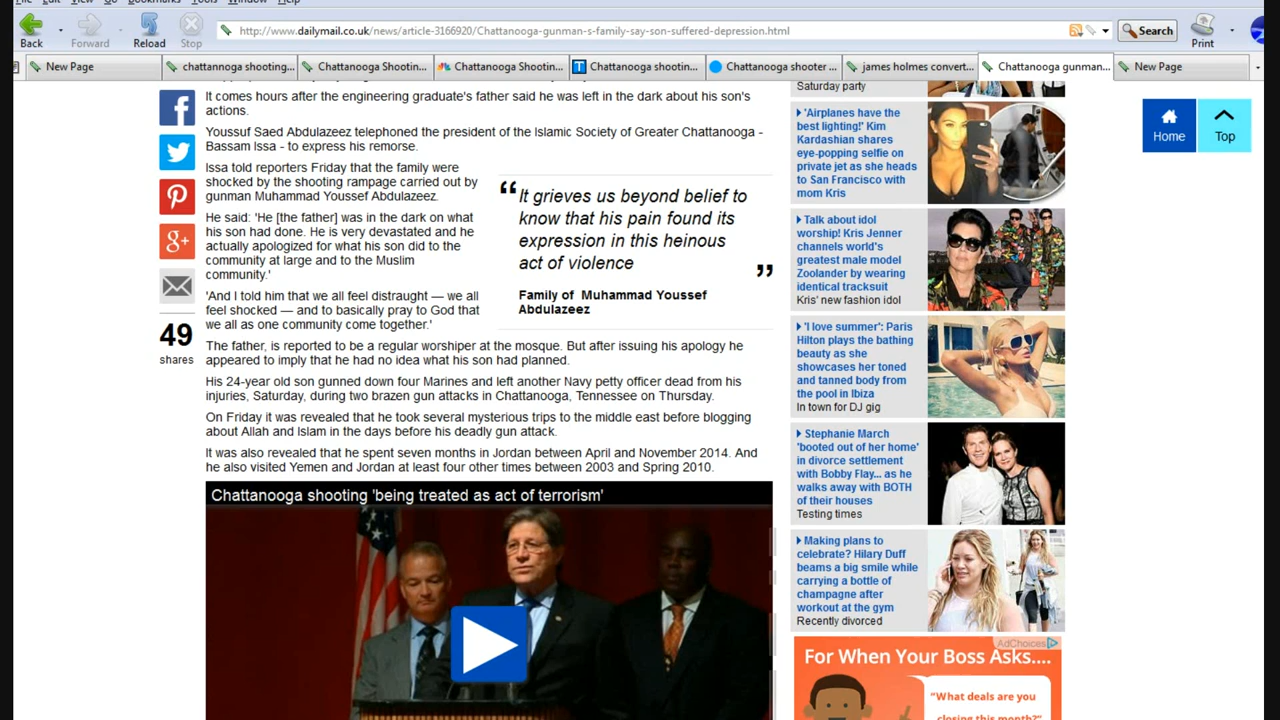 File Edit View Go Bookmarks Tools Window Help
Back
Forward
Reload
Stop
http://www.dailymail.co.uk/news/article-3166920/Chattanooga-gunman-s-family-say-son-suffered-depression.html
Search
Print
New Page
chattannoga shooting...
Chattanooga Shootin...
Chattanooga Shootin...
Chattanooga shootin...
Chattanooga shooter ...
james holmes convert...
Chattanooga gunman...
New Page
It comes hours after the engineering graduate's father said he was left in the dark about his son's
actions.
Youssuf Saed Abdulazeez telephoned the president of the Islamic Society of Greater Chattanooga -
Bassam Issa - to express his remorse.
Issa told reporters Friday that the family were
shocked by the shooting rampage carried out by
gunman Muhammad Youssef Abdulazeez.
He said: 'He [the father] was in the dark on what
his son had done. He is very devastated and he
actually apologized for what his son did to the
community at large and to the Muslim
community.'
'And I told him that we all feel distraught — we all
feel shocked — and to basically pray to God that
we all as one community come together.'
“It grieves us beyond belief to
know that his pain found its
expression in this heinous
act of violence ”
Family of Muhammad Youssef
Abdulazeez
The father, is reported to be a regular worshiper at the mosque. But after issuing his apology he
appeared to imply that he had no idea what his son had planned.
His 24-year old son gunned down four Marines and left another Navy petty officer dead from his
injuries, Saturday, during two brazen gun attacks in Chattanooga, Tennessee on Thursday.
On Friday it was revealed that he took several mysterious trips to the middle east before blogging
about Allah and Islam in the days before his deadly gun attack.
It was also revealed that he spent seven months in Jordan between April and November 2014. And
he also visited Yemen and Jordan at least four other times between 2003 and Spring 2010.
Chattanooga shooting 'being treated as act of terrorism'
f
g+
49
shares
Saturday party
'Airplanes have the
best lighting!' Kim
Kardashian shares
eye-popping selfie on
private jet as she heads
to San Francisco with
mom Kris
Talk about idol
worship! Kris Jenner
channels world's
greatest male model
Zoolander by wearing
identical tracksuit
Kris' new fashion idol
'I love summer': Paris
Hilton plays the bathing
beauty as she
showcases her toned
and tanned body from
the pool in Ibiza
In town for DJ gig
Stephanie March
'booted out of her home'
in divorce settlement
with Bobby Flay... as he
walks away with BOTH
of their houses
Testing times
Making plans to
celebrate? Hilary Duff
beams a big smile while
carrying a bottle of
champagne after
workout at the gym
Recently divorced
AdChoices
For When Your Boss Asks....
“What deals are you
closing this month?”
Home
Top